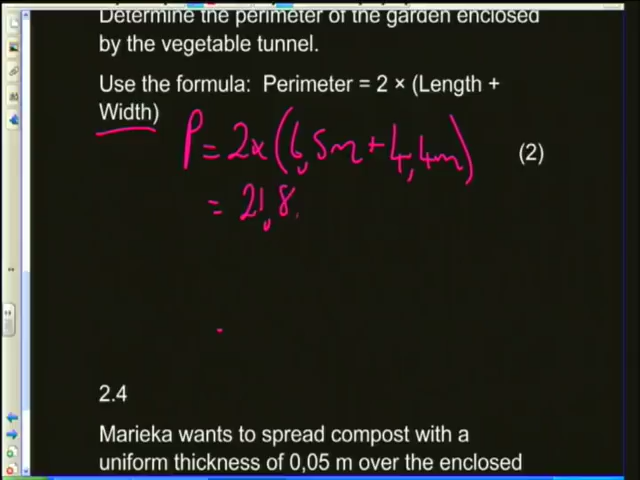 Determine the perimeter of the garden enclosed
by the vegetable tunnel.
Use the formula: Perimeter = 2 × (Length +
Width)
P = 2x (6,5m + 4,4m)
(2)
= 21,8
2.4
Marieka wants to spread compost with a
uniform thickness of 0,05 m over the enclosed